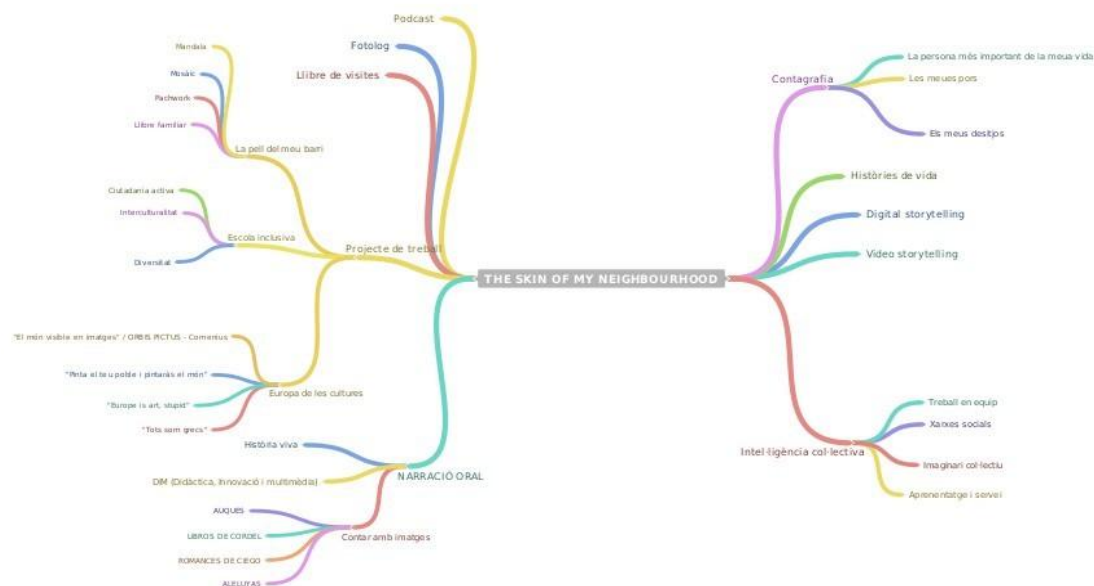 THE SKIN OF MY NEIGHBOURHOOD
Podcast
Fotolog
Llibre de visites
Projecte de treball
La pell del meu barri
Mandala
Mosàic
Pachwork
Llibre familiar
Escola inclusiva
Ciutadania activa
Interculturalitat
Diversitat
Europa de les cultures
"El món visible en imatges" / ORBIS PICTUS - Comenius
"Pinta el teu poble i pintaràs el món"
"Europe is art, stupid"
"Tots som grecs"
NARRACIÓ ORAL
Història viva
DIM (Didàctica, Innovació i multimèdia)
Contar amb imatges
AUQUES
LIBROS DE CORDEL
ROMANCES DE CIEGO
ALELUYAS
Contagrafia
La persona més important de la meua vida
Les meues pors
Els meus desitjos
Històries de vida
Digital storytelling
Video storytelling
Intel·ligència col·lectiva
Treball en equip
Xarxes socials
Imaginari col·lectiu
Aprenentatge i servei